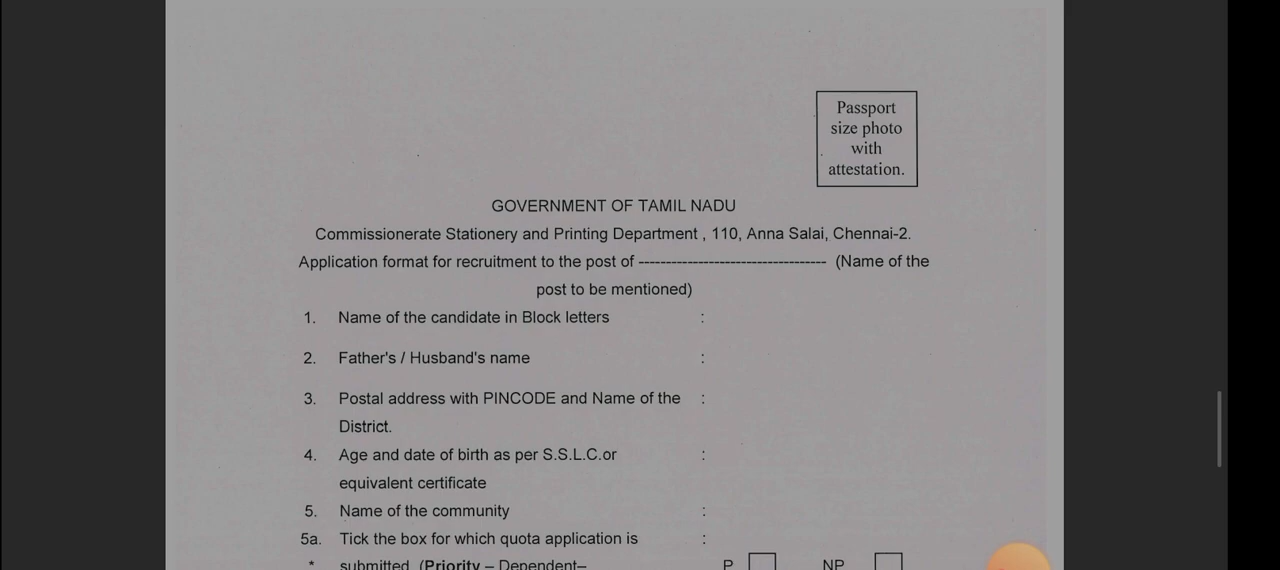 Passport
size photo
with
attestation.
GOVERNMENT OF TAMIL NADU
Commissionerate Stationery and Printing Department , 110, Anna Salai, Chennai-2.
Application format for recruitment to the post of ---------------------------------- (Name of the
post to be mentioned)
1. Name of the candidate in Block letters :
2. Father's / Husband's name :
3. Postal address with PINCODE and Name of the :
District.
4. Age and date of birth as per S.S.L.C.or :
equivalent certificate
5. Name of the community :
5a. Tick the box for which quota application is :
* submitted (Priority – Dependent– P NP